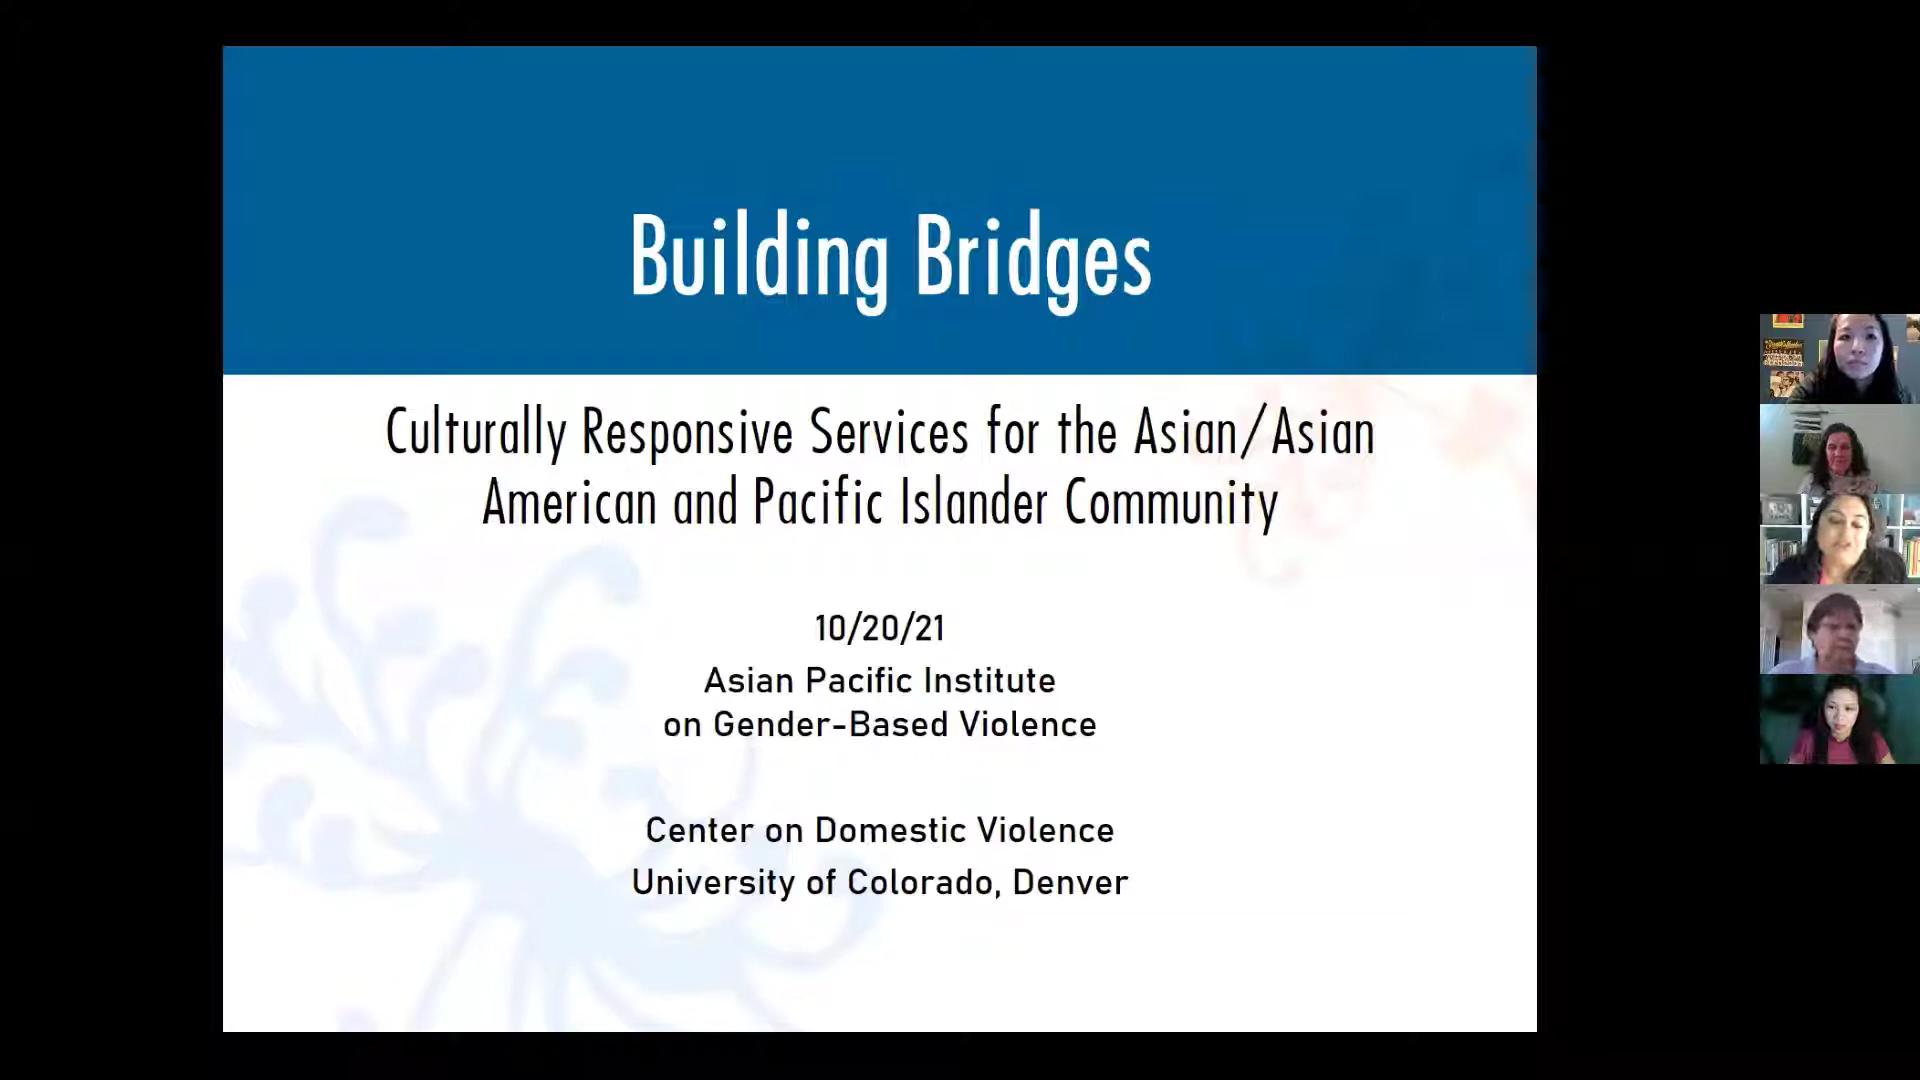 Building Bridges
Culturally Responsive Services for the Asian/Asian
American and Pacific Islander Community
10/20/21
Asian Pacific Institute
on Gender-Based Violence
Center on Domestic Violence
University of Colorado, Denver